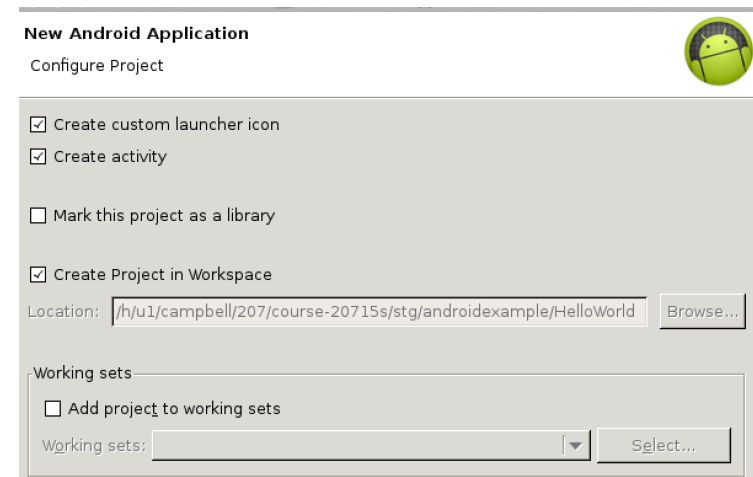 New Android Application
Configure Project
Create custom launcher icon
Create activity
Mark this project as a library
Create Project in Workspace
Location: /h/u1/campbell/207/course-20715s/stg/androidexample/HelloWorld Browse...
Working sets
Add project to working sets
Working sets: Select...